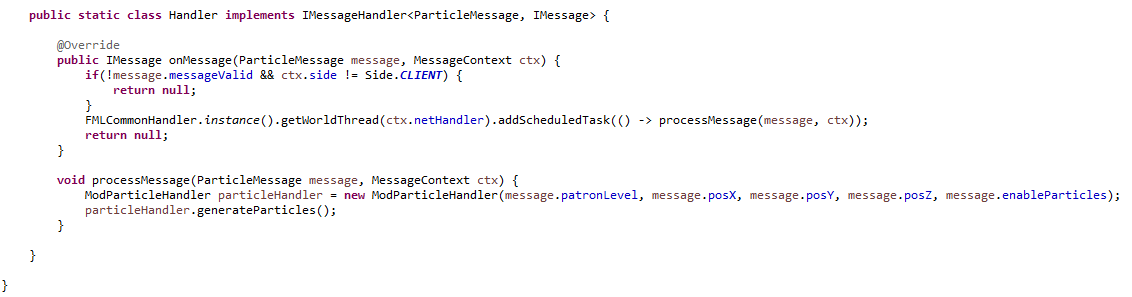 public static class Handler implements IMessageHandler<ParticleMessage, IMessage> {
@Override
public IMessage onMessage(ParticleMessage message, MessageContext ctx) {
if(!message.messageValid && ctx.side != Side.CLIENT) {
return null;
}
FMLCommonHandler.instance().getWorldThread(ctx.netHandler).addScheduledTask(() -> processMessage(message, ctx));
return null;
}
void processMessage(ParticleMessage message, MessageContext ctx) {
ModParticleHandler particleHandler = new ModParticleHandler(message.patronLevel, message.posX, message.posY, message.posZ, message.enableParticles);
particleHandler.generateParticles();
}
}
}